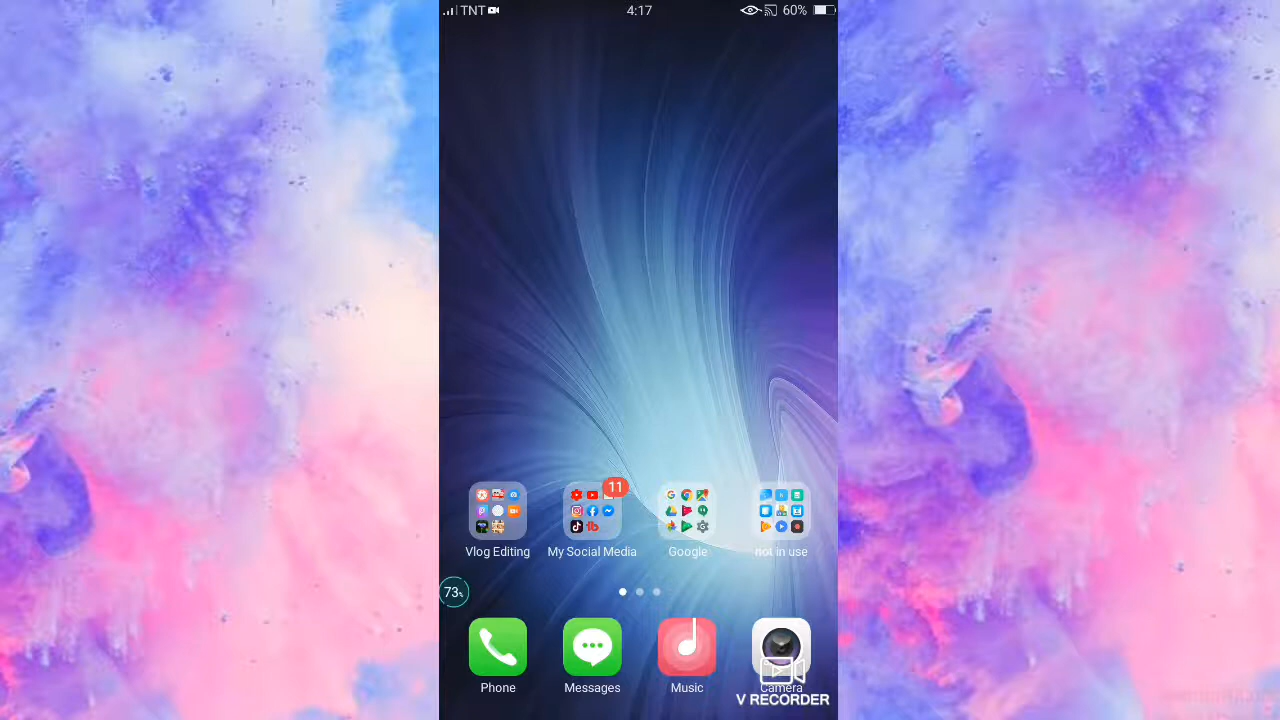 TNT 4:17 60%
11
Vlog Editing My Social Media Google not in use
73%
Phone Messages Music Camera
V RECORDER